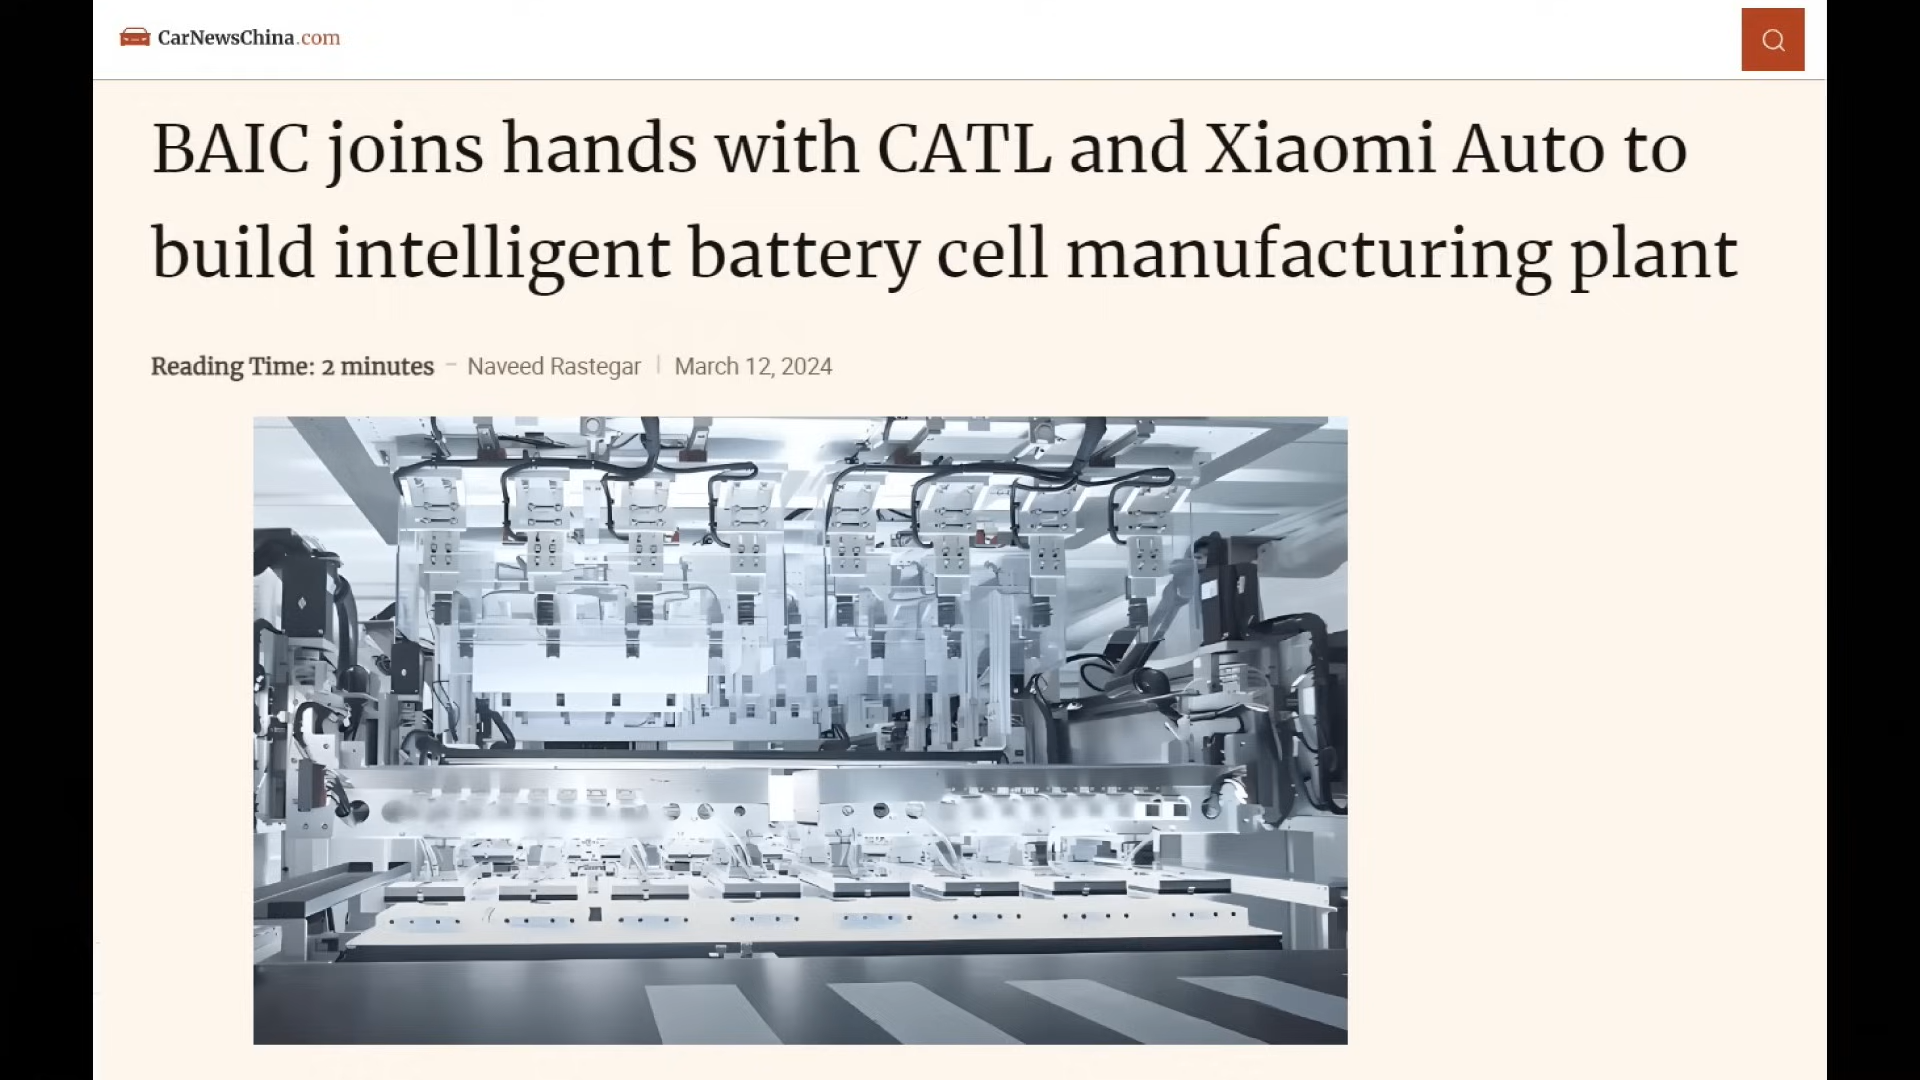 CarNewsChina.com
BAIC joins hands with CATL and Xiaomi Auto to
build intelligent battery cell manufacturing plant
Reading Time: 2 minutes – Naveed Rastegar | March 12, 2024